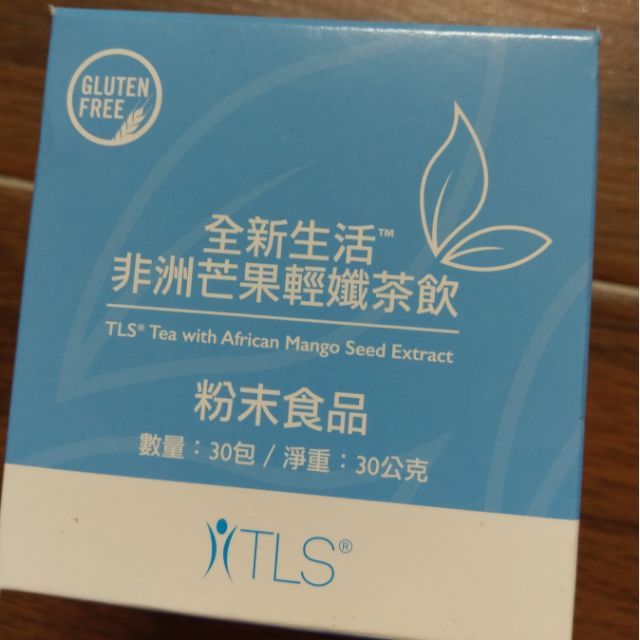 GLUTEN
FREE
全新生活™
非洲芒果輕孅茶飲
TLS® Tea with African Mango Seed Extract
粉末食品
數量：30包 / 淨重：30公克
TLS®